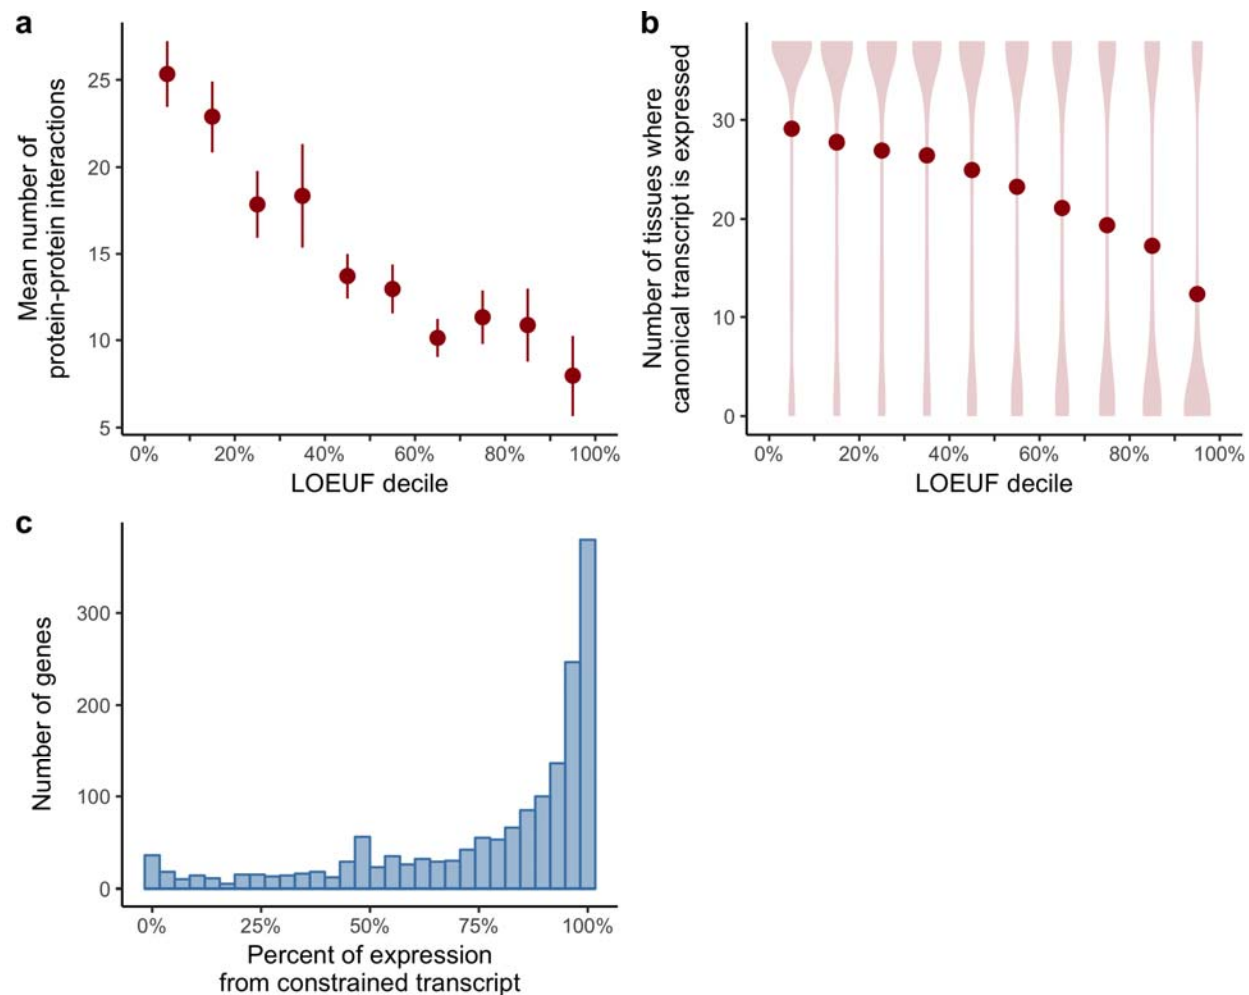 a
Mean number of
protein-protein interactions
25
20
15
10
5
0% 20% 40% 60% 80% 100%
LOEUF decile
b
Number of tissues where
canonical transcript is expressed
30
20
10
0
0% 20% 40% 60% 80% 100%
LOEUF decile
c
Number of genes
300
200
100
0
0% 25% 50% 75% 100%
Percent of expression
from constrained transcript